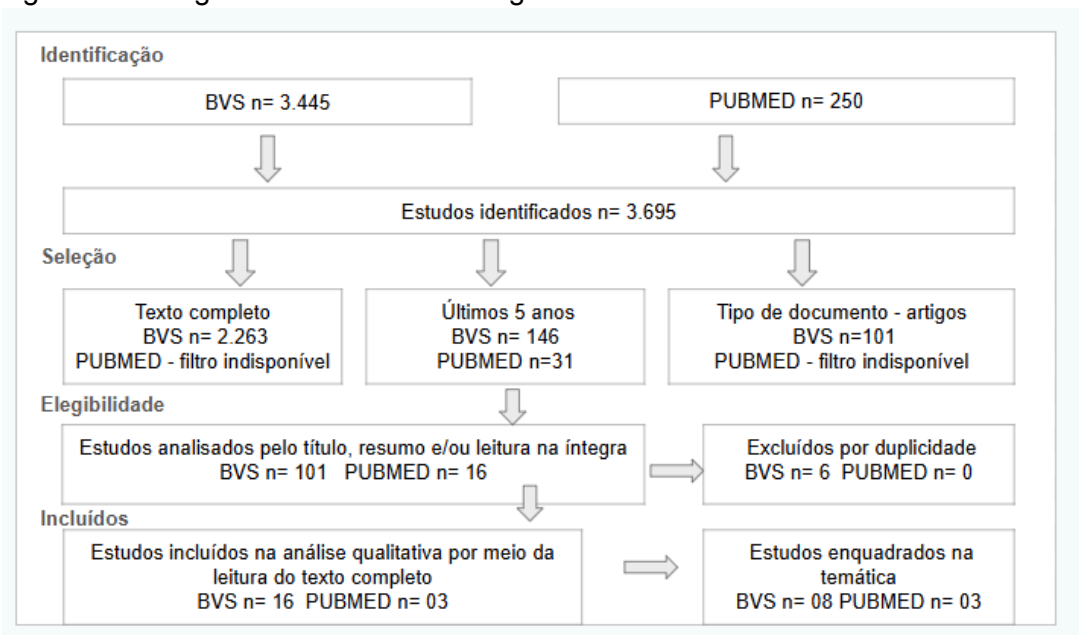 Identificação
BVS n= 3.445
PUBMED n= 250
Estudos identificados n= 3.695
Seleção
Texto completo
BVS n= 2.263
PUBMED - filtro indisponível
Últimos 5 anos
BVS n= 146
PUBMED n=31
Tipo de documento - artigos
BVS n=101
PUBMED - filtro indisponível
Elegibilidade
Estudos analisados pelo título, resumo e/ou leitura na íntegra
BVS n= 101 PUBMED n= 16
Excluídos por duplicidade
BVS n= 6 PUBMED n= 0
Incluídos
Estudos incluídos na análise qualitativa por meio da
leitura do texto completo
BVS n= 16 PUBMED n= 03
Estudos enquadrados na
temática
BVS n= 08 PUBMED n= 03